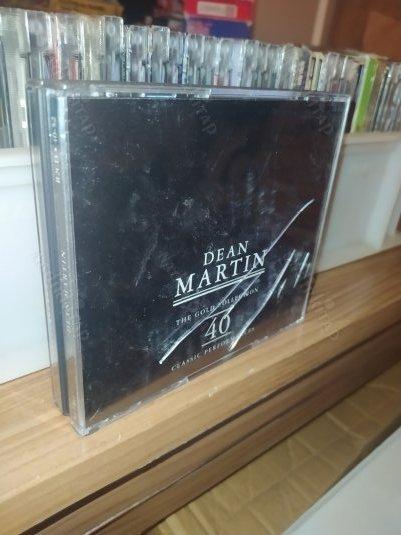 DEAN
MARTIN
THE GOLD COLLECTION
40
CLASSIC PERFORMANCES